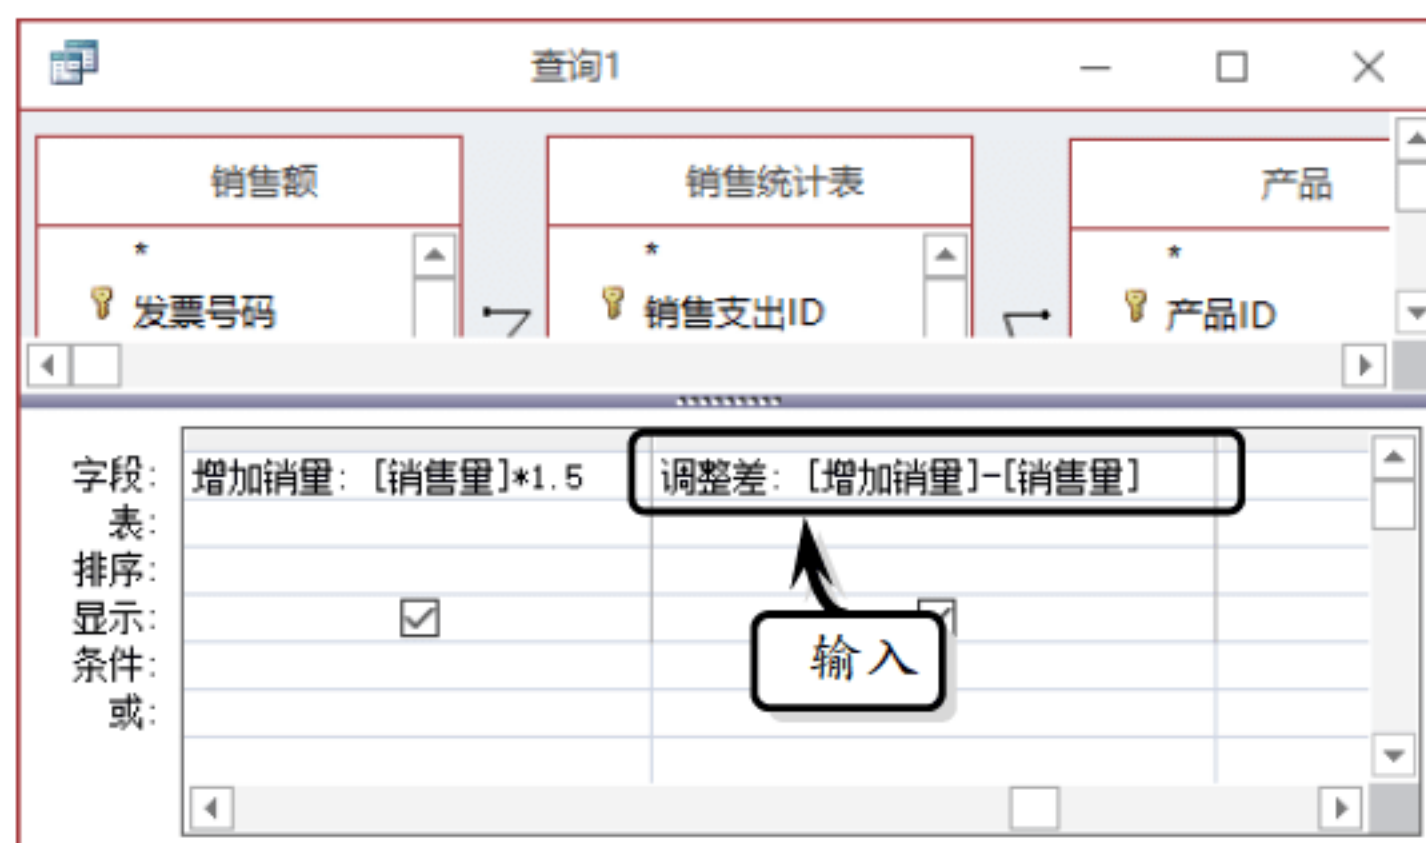 查询1
销售额
销售统计表
产品
*
*
*
发票号码
销售支出ID
产品ID
字段: 增加销量: [销售量]*1.5 调整差: [增加销量]-[销售量]
表:
排序:
显示:
输入
条件:
或: